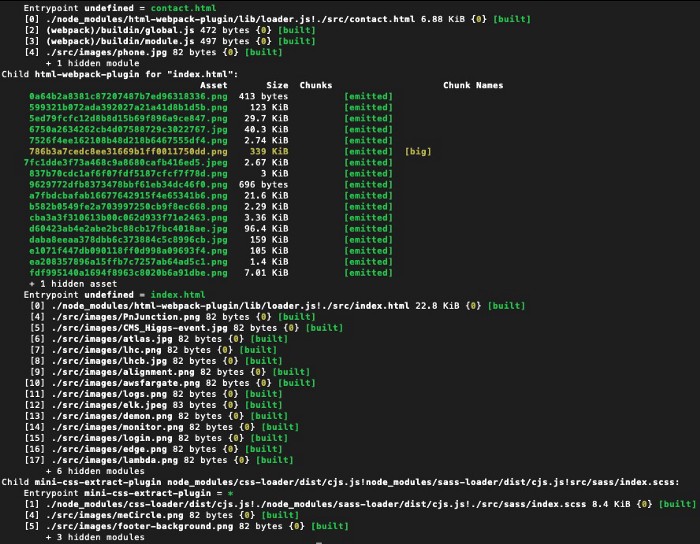 Entrypoint undefined = contact.html
[0] ./node_modules/html-webpack-plugin/lib/loader.js!./src/contact.html 6.88 KiB {0} [built]
[2] (webpack)/buildin/global.js 472 bytes {0} [built]
[3] (webpack)/buildin/module.js 497 bytes {0} [built]
[4] ./src/images/phone.jpg 82 bytes {0} [built]
+ 1 hidden module
Child html-webpack-plugin for "index.html":
Asset Size Chunks Chunk Names
0a64b2a8381c87207487b7ed96318336.png 413 bytes [emitted]
599321b072ada392027a21a41d8b1d5b.png 123 KiB [emitted]
5ed79fcfc12d8b8d15b69f896a9ce847.png 29.7 KiB [emitted]
6750a2634262cb4d07588729c3022767.jpg 40.3 KiB [emitted]
7526f4ee162108b48d218b6467555df4.png 2.74 KiB [emitted]
786b3a7cedc8ee31669b1ff0011750dd.png 339 KiB [emitted] [big]
7fc1dde3f73a468c9a8680cafb416ed5.jpeg 2.67 KiB [emitted]
837b70cdc1af6f07fdf5187cfcf7f78d.png 3 KiB [emitted]
9629772dfb8373478bbf61eb34dc46f0.png 696 bytes [emitted]
a7fbdcbafab16677642915f4e65341b6.png 21.6 KiB [emitted]
b582b0549fe2a703997250cb9f8ec668.png 2.29 KiB [emitted]
cba3a3f310613b00c062d933f71e2463.png 3.36 KiB [emitted]
d60423ab4e2abe2bc88cb17fbc4018ae.jpg 96.4 KiB [emitted]
daba8eeaa378dbb6c373884c5c8996cb.jpg 159 KiB [emitted]
e1071f447db090118ff0d998a09693f4.png 105 KiB [emitted]
ea208357896a15ffb7c7257ab64ad5c1.png 1.4 KiB [emitted]
fdf995140a1694f8963c8020b6a91dbe.png 7.01 KiB [emitted]
+ 1 hidden asset
Entrypoint undefined = index.html
[0] ./node_modules/html-webpack-plugin/lib/loader.js!./src/index.html 22.8 KiB {0} [built]
[4] ./src/images/PnJunction.png 82 bytes {0} [built]
[5] ./src/images/CMS_Higgs-event.jpg 82 bytes {0} [built]
[6] ./src/images/atlas.jpg 82 bytes {0} [built]
[7] ./src/images/lhc.png 82 bytes {0} [built]
[8] ./src/images/lhcb.jpg 82 bytes {0} [built]
[9] ./src/images/alignment.png 82 bytes {0} [built]
[10] ./src/images/awsfargate.png 82 bytes {0} [built]
[11] ./src/images/logs.png 82 bytes {0} [built]
[12] ./src/images/elk.jpeg 83 bytes {0} [built]
[13] ./src/images/demon.png 82 bytes {0} [built]
[14] ./src/images/monitor.png 82 bytes {0} [built]
[15] ./src/images/login.png 82 bytes {0} [built]
[16] ./src/images/edge.png 82 bytes {0} [built]
[17] ./src/images/lambda.png 82 bytes {0} [built]
+ 6 hidden modules
Child mini-css-extract-plugin node_modules/css-loader/dist/cjs.js!node_modules/sass-loader/dist/cjs.js!src/sass/index.scss:
Entrypoint mini-css-extract-plugin = *
[1] ./node_modules/css-loader/dist/cjs.js!./node_modules/sass-loader/dist/cjs.js!./src/sass/index.scss 8.4 KiB {0} [built]
[4] ./src/images/meCircle.png 82 bytes {0} [built]
[5] ./src/images/footer-background.png 82 bytes {0} [built]
+ 3 hidden modules